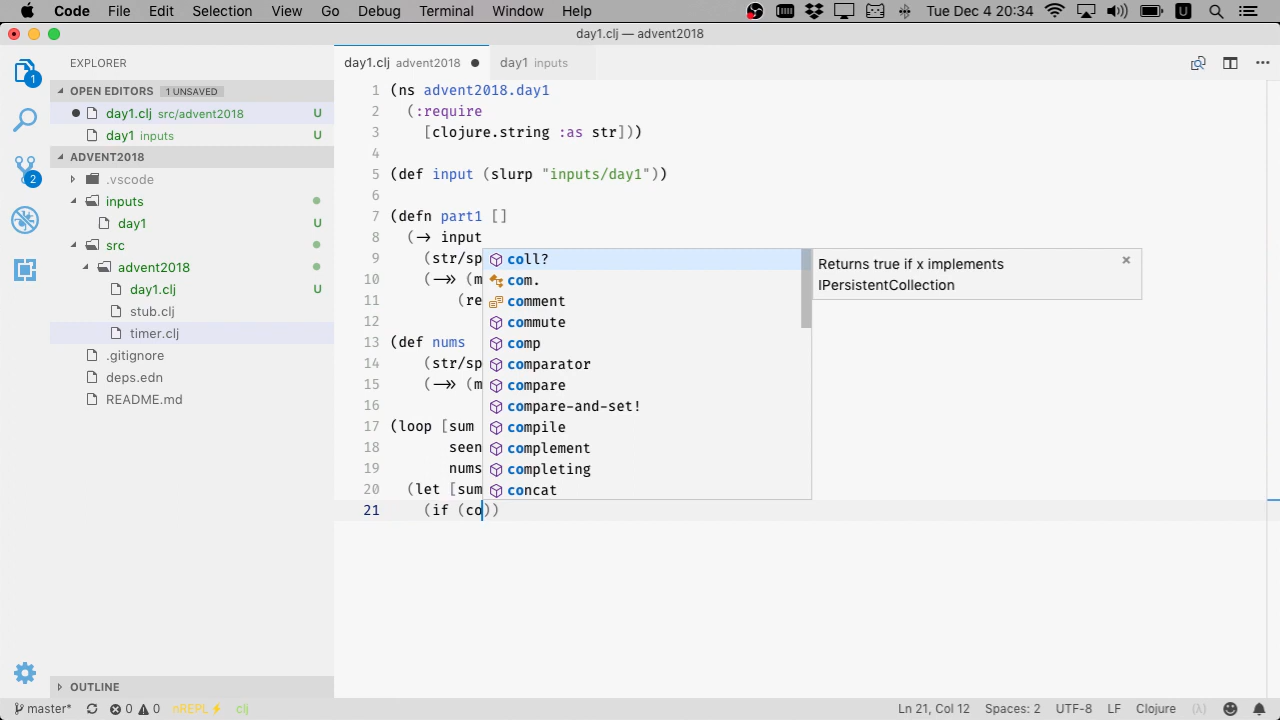 Code File Edit Selection View Go Debug Terminal Window Help Tue Dec 4 20:34 U
day1.clj — advent2018
EXPLORER
OPEN EDITORS 1 UNSAVED
day1.clj src/advent2018 U
day1 inputs U
ADVENT2018
.vscode
inputs
day1 U
src
advent2018
day1.clj U
stub.clj
timer.clj
.gitignore
deps.edn
README.md
OUTLINE
1
2
day1.clj advent2018
day1 inputs
1 (ns advent2018.day1
2 (:require
3 [clojure.string :as str]))
4
5 (def input (slurp "inputs/day1"))
6
7 (defn part1 []
8 (-> input
9 (str/sp
10 (->> (m
11 (re
12
13 (def nums
14 (str/sp
15 (->> (m
16
17 (loop [sum
18 seen
19 nums
20 (let [sum
21 (if (co))
coll?
com.
comment
commute
comp
comparator
compare
compare-and-set!
compile
complement
completing
concat
Returns true if x implements
IPersistentCollection
master* 0 0 nREPL clj Ln 21, Col 12 Spaces: 2 UTF-8 LF Clojure (λ)